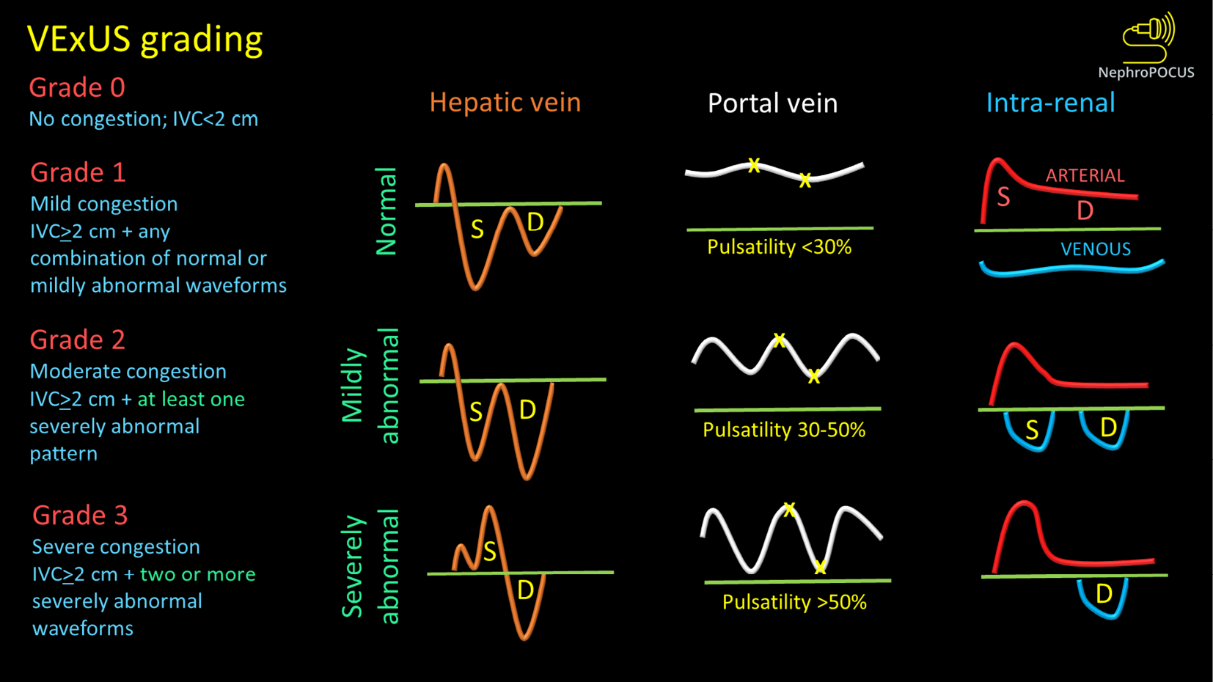 VExUS grading
NephroPOCUS
Grade 0
No congestion; IVC<2 cm
Hepatic vein
Portal vein
Intra-renal
Grade 1
Mild congestion
IVC≥2 cm + any
combination of normal or
mildly abnormal waveforms
Normal
S
D
X
X
Pulsatility <30%
ARTERIAL
S
D
VENOUS
Grade 2
Moderate congestion
IVC≥2 cm + at least one
severely abnormal
pattern
Mildly
abnormal
S
D
X
X
Pulsatility 30-50%
S
D
Grade 3
Severe congestion
IVC≥2 cm + two or more
severely abnormal
waveforms
Severely
abnormal
S
D
X
X
Pulsatility >50%
D